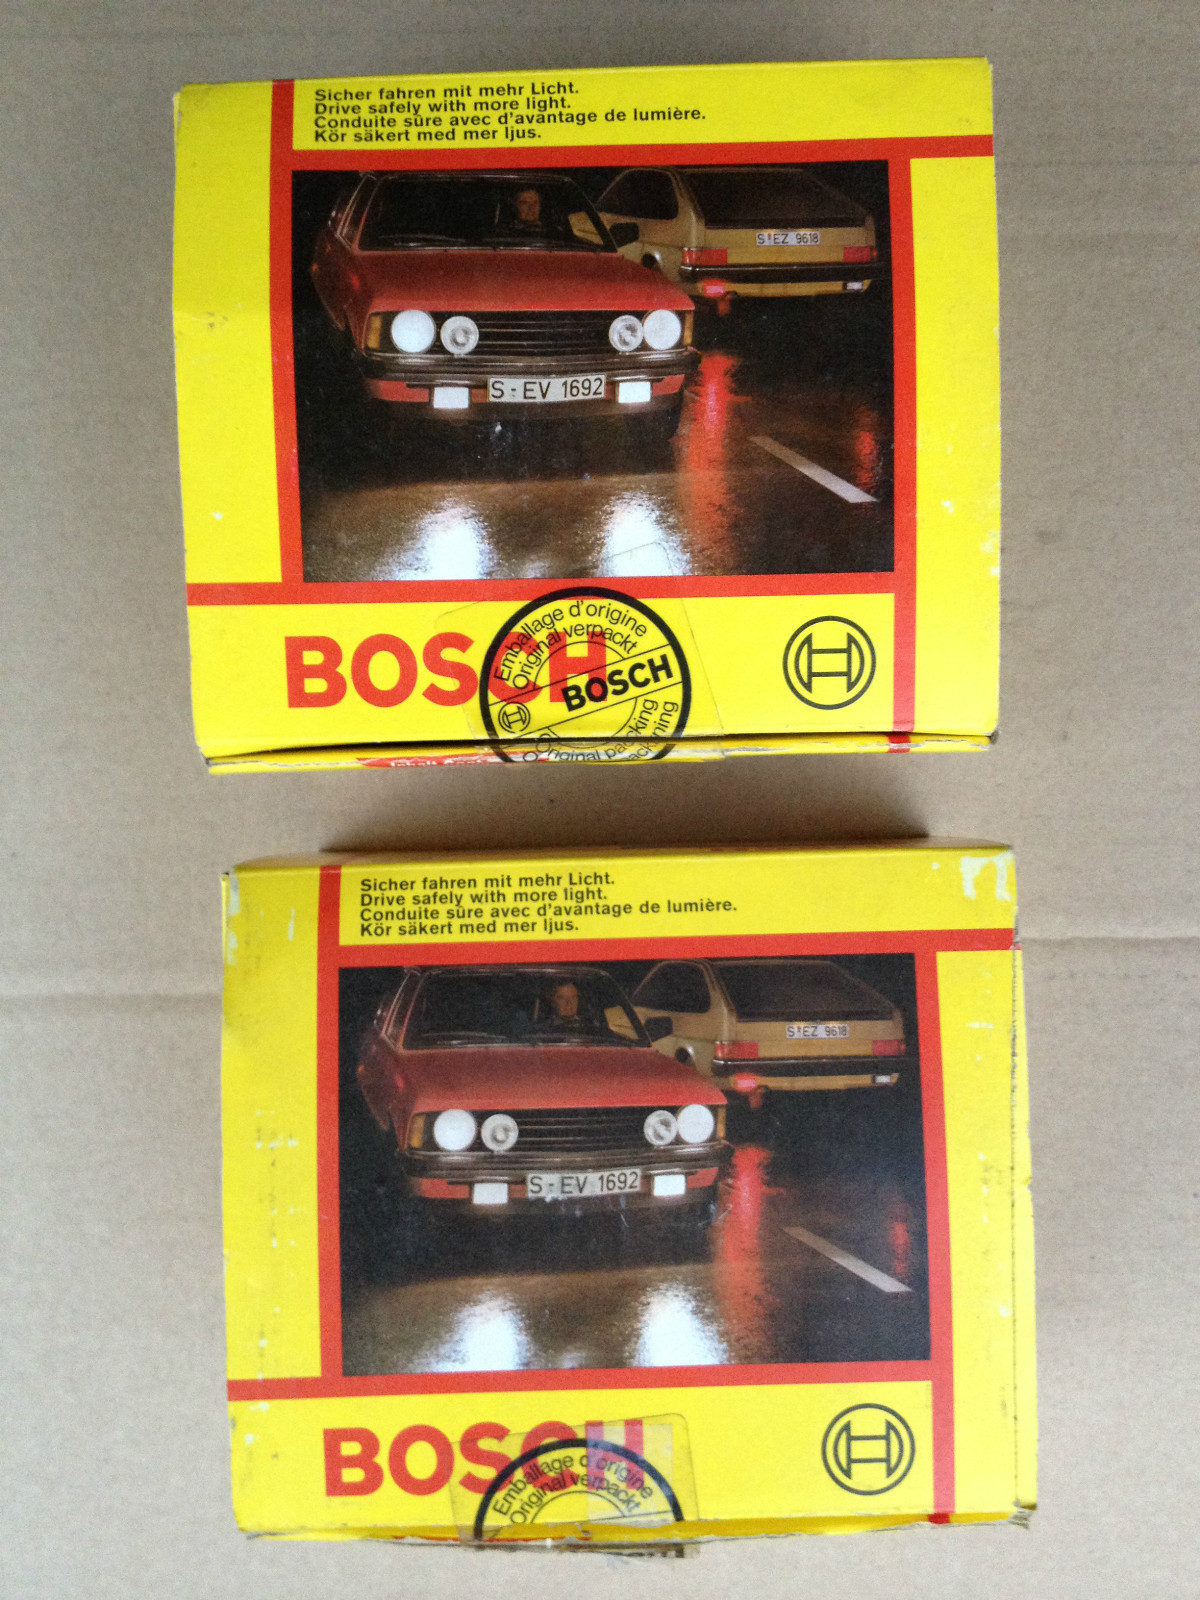 Sicher fahren mit mehr Licht.
Drive safely with more light.
Conduite sûre avec d'avantage de lumière.
Kör säkert med mer ljus.
S-EZ 9618
S-EV 1692
BOSCH
Emballage d'origine
Original verpackt
BOSCH
Original packing
Sicher fahren mit mehr Licht.
Drive safely with more light.
Conduite sûre avec d'avantage de lumière.
Kör säkert med mer ljus.
S-EZ 9618
S-EV 1692
BOSCH
Emballage d'origine
Original verpackt